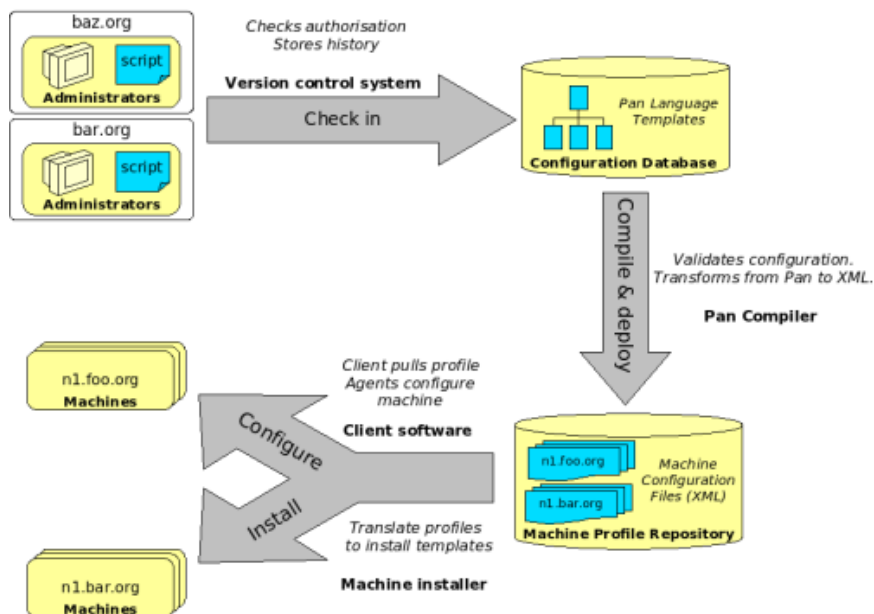 baz.org
script
Administrators
bar.org
script
Administrators
Checks authorisation
Stores history
Version control system
Check in
Pan Language
Templates
Configuration Database
Compile & deploy
Validates configuration.
Transforms from Pan to XML.
Pan Compiler
n1.foo.org
Machines
Client pulls profile
Agents configure
machine
Client software
Configure
Install
Translate profiles
to install templates
Machine installer
n1.foo.org
n1.bar.org
Machine
Configuration
Files (XML)
Machine Profile Repository
n1.bar.org
Machines